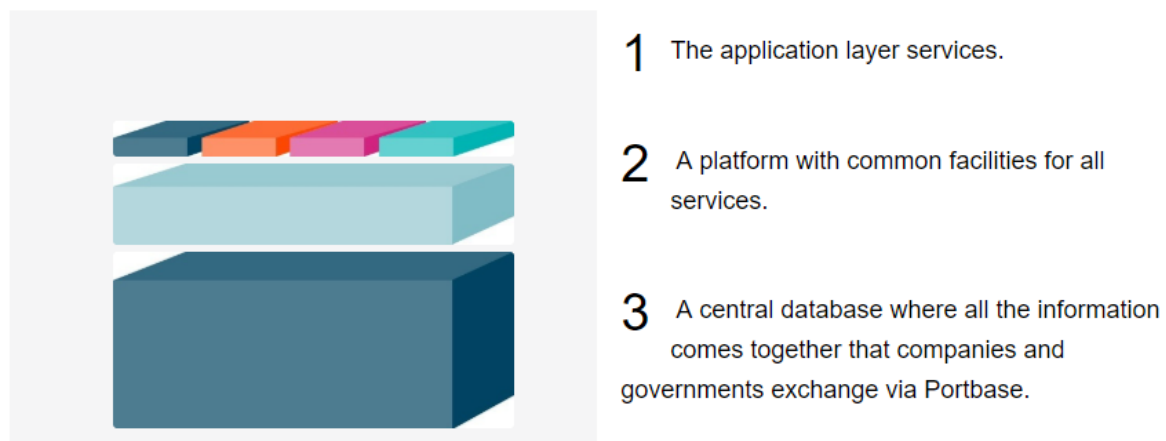 1 The application layer services.
2 A platform with common facilities for all
services.
3 A central database where all the information
comes together that companies and
governments exchange via Portbase.